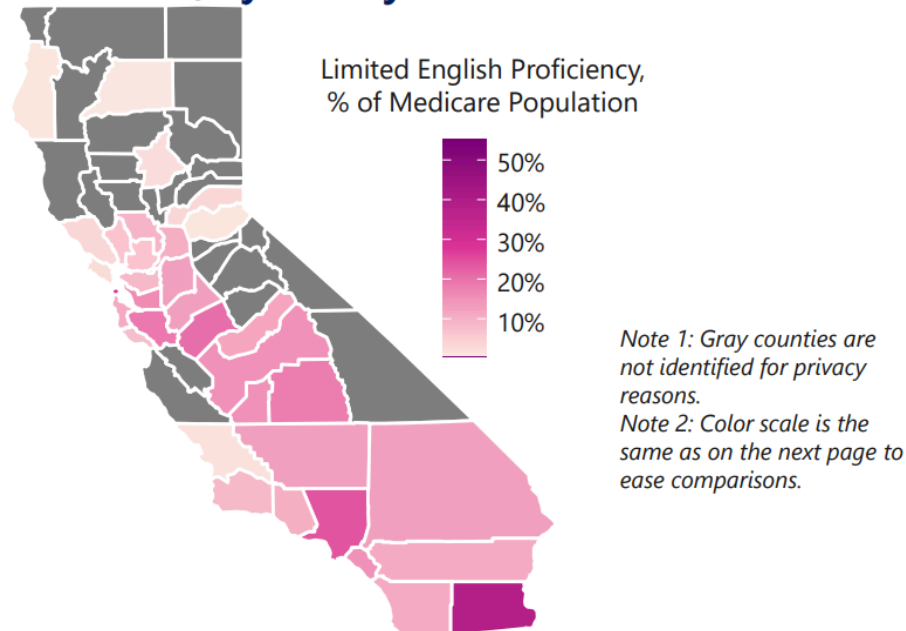 Limited English Proficiency,
% of Medicare Population
50%
40%
30%
20%
10%
Note 1: Gray counties are
not identified for privacy
reasons.
Note 2: Color scale is the
same as on the next page to
ease comparisons.